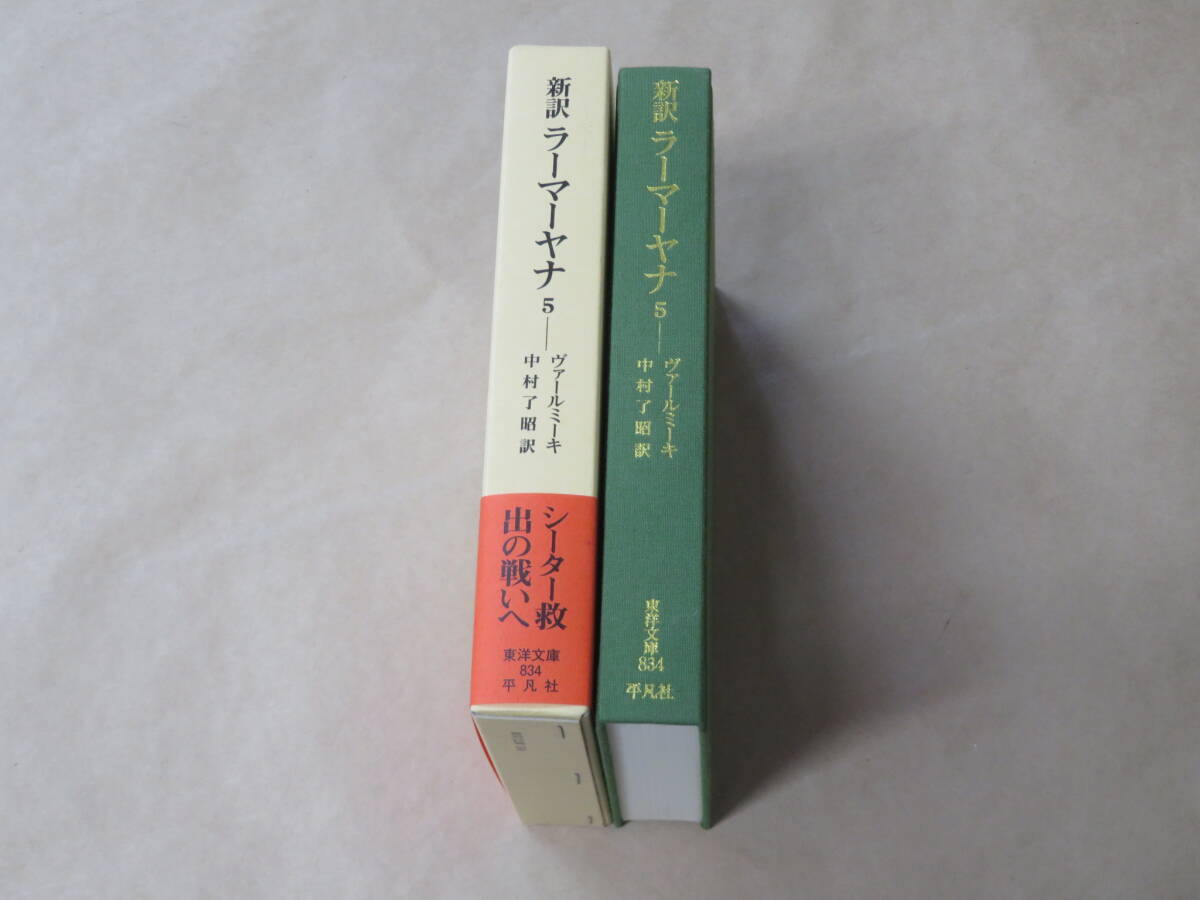 新訳 ラーマーヤナ 5
ヴァールミーキ
中村了昭訳
シーター救
出の戦いへ
東洋文庫
834
平凡社
新訳 ラーマーヤナ 5
ヴァールミーキ
中村了昭訳
東洋文庫
834
平凡社